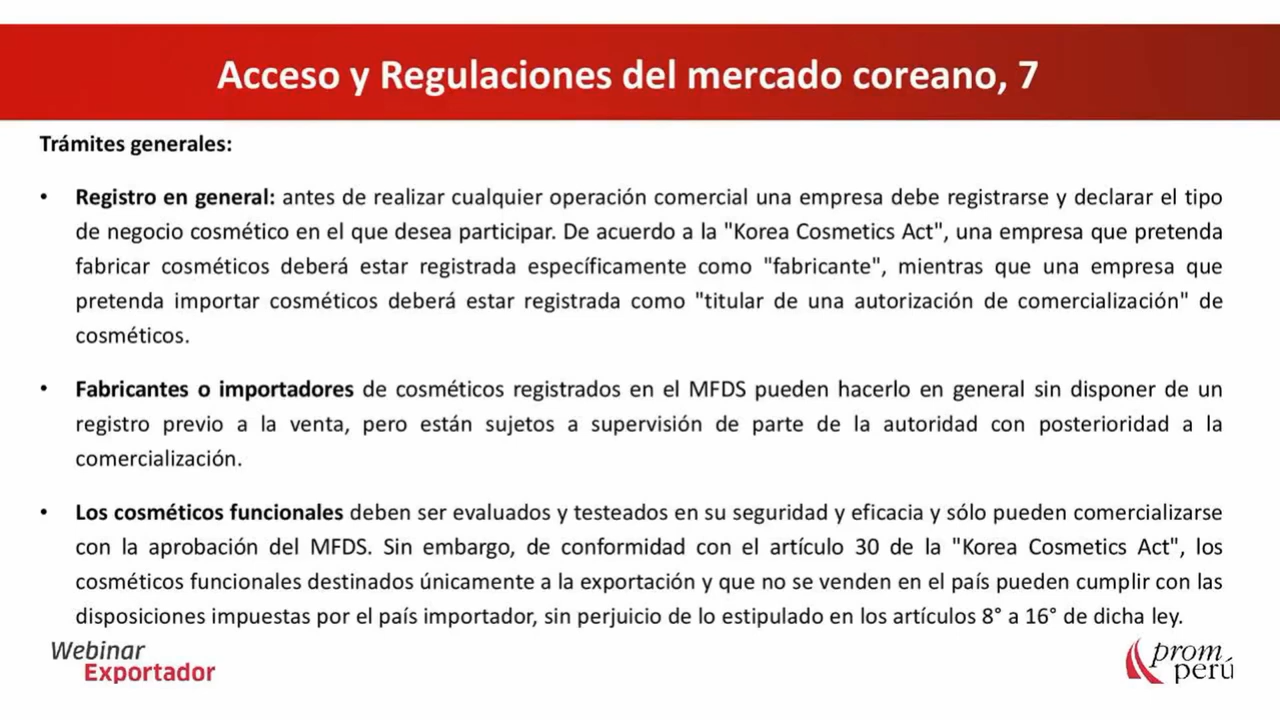 Acceso y Regulaciones del mercado coreano, 7
Trámites generales:
• Registro en general: antes de realizar cualquier operación comercial una empresa debe registrarse y declarar el tipo
de negocio cosmético en el que desea participar. De acuerdo a la "Korea Cosmetics Act", una empresa que pretenda
fabricar cosméticos deberá estar registrada específicamente como "fabricante", mientras que una empresa que
pretenda importar cosméticos deberá estar registrada como "titular de una autorización de comercialización" de
cosméticos.
• Fabricantes o importadores de cosméticos registrados en el MFDS pueden hacerlo en general sin disponer de un
registro previo a la venta, pero están sujetos a supervisión de parte de la autoridad con posterioridad a la
comercialización.
• Los cosméticos funcionales deben ser evaluados y testeados en su seguridad y eficacia y sólo pueden comercializarse
con la aprobación del MFDS. Sin embargo, de conformidad con el artículo 30 de la "Korea Cosmetics Act", los
cosméticos funcionales destinados únicamente a la exportación y que no se venden en el país pueden cumplir con las
disposiciones impuestas por el país importador, sin perjuicio de lo estipulado en los artículos 8° a 16° de dicha ley.
Webinar
Exportador
prom
perú